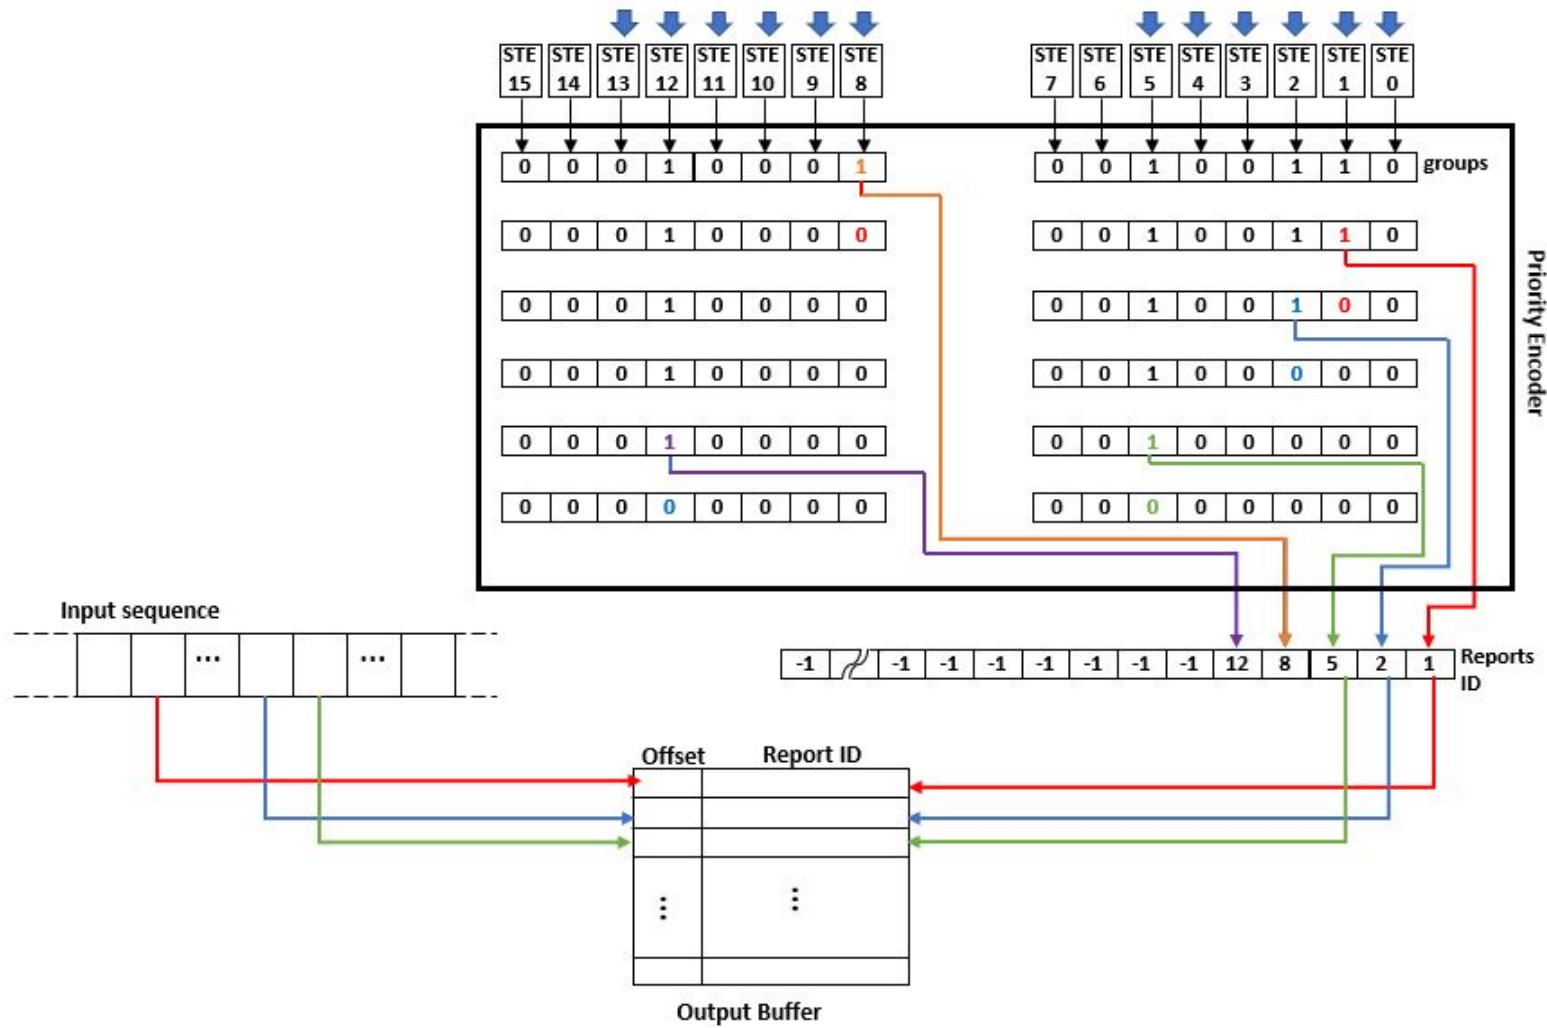 STE STE STE STE STE STE STE STE STE STE STE STE STE STE STE STE
15 14 13 12 11 10 9 8 7 6 5 4 3 2 1 0
0 0 0 1 0 0 0 1 0 0 1 0 0 1 1 0 groups
0 0 0 1 0 0 0 0 0 0 1 0 0 1 1 0
0 0 0 1 0 0 0 0 0 0 1 0 0 1 0 0
0 0 0 1 0 0 0 0 0 0 1 0 0 0 0 0
0 0 0 1 0 0 0 0 0 0 1 0 0 0 0 0
0 0 0 0 0 0 0 0 0 0 0 0 0 0 0 0
Priority Encoder
Input sequence
... ...
-1 -1 -1 -1 -1 -1 -1 -1 12 8 5 2 1 Reports
ID
Offset Report ID
... ...
Output Buffer